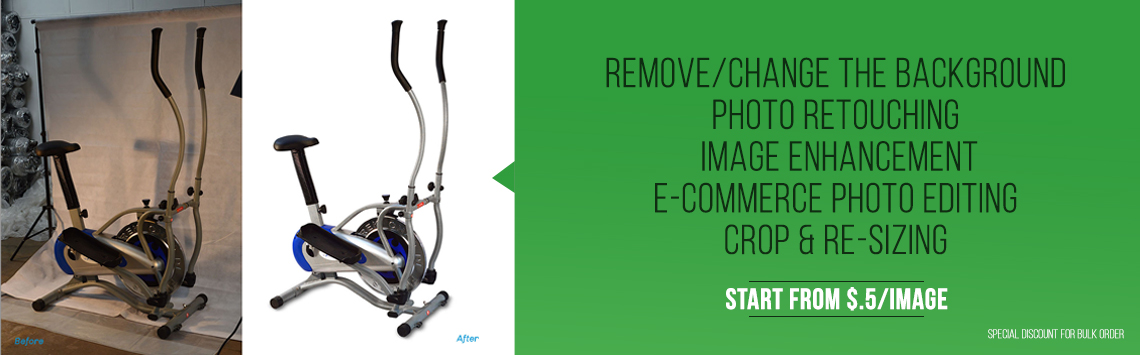 Before
After
REMOVE/CHANGE THE BACKGROUND
PHOTO RETOUCHING
IMAGE ENHANCEMENT
E-COMMERCE PHOTO EDITING
CROP & RE-SIZING
START FROM $.5/IMAGE
SPECIAL DISCOUNT FOR BULK ORDER